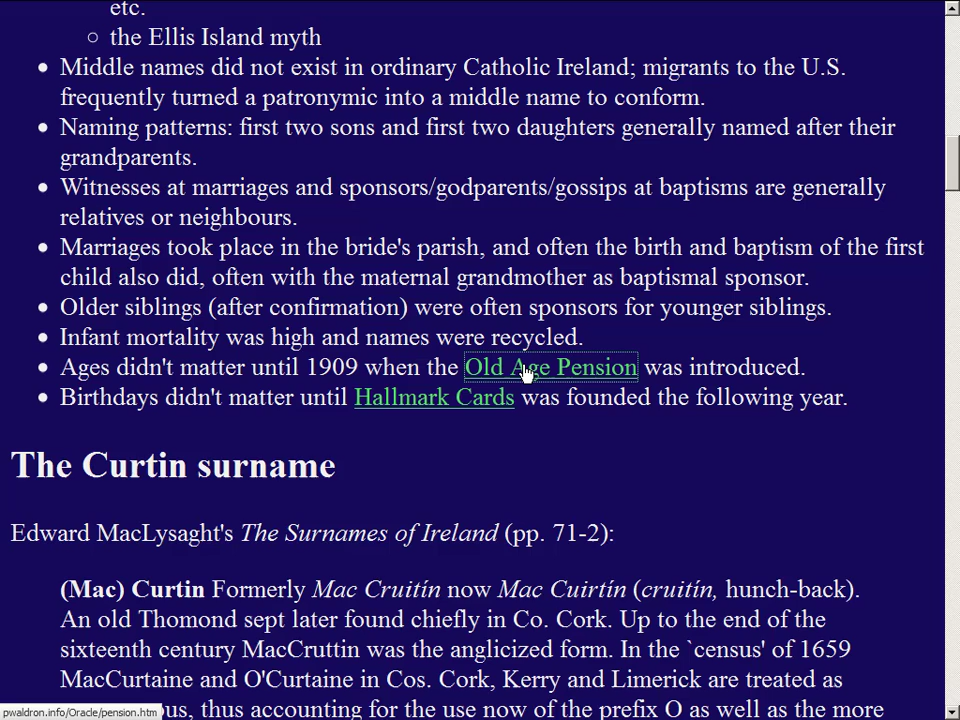 etc.
the Ellis Island myth
Middle names did not exist in ordinary Catholic Ireland; migrants to the U.S.
frequently turned a patronymic into a middle name to conform.
Naming patterns: first two sons and first two daughters generally named after their
grandparents.
Witnesses at marriages and sponsors/godparents/gossips at baptisms are generally
relatives or neighbours.
Marriages took place in the bride's parish, and often the birth and baptism of the first
child also did, often with the maternal grandmother as baptismal sponsor.
Older siblings (after confirmation) were often sponsors for younger siblings.
Infant mortality was high and names were recycled.
Ages didn't matter until 1909 when the Old Age Pension was introduced.
Birthdays didn't matter until Hallmark Cards was founded the following year.
The Curtin surname
Edward MacLysaght's The Surnames of Ireland (pp. 71-2):
(Mac) Curtin Formerly Mac Cruitín now Mac Cuirtín (cruitín, hunch-back).
An old Thomond sept later found chiefly in Co. Cork. Up to the end of the
sixteenth century MacCruttin was the anglicized form. In the `census' of 1659
MacCurtaine and O'Curtaine in Cos. Cork, Kerry and Limerick are treated as
thus accounting for the use now of the prefix O as well as the more
pwaldron.info/Oracle/pension.htm